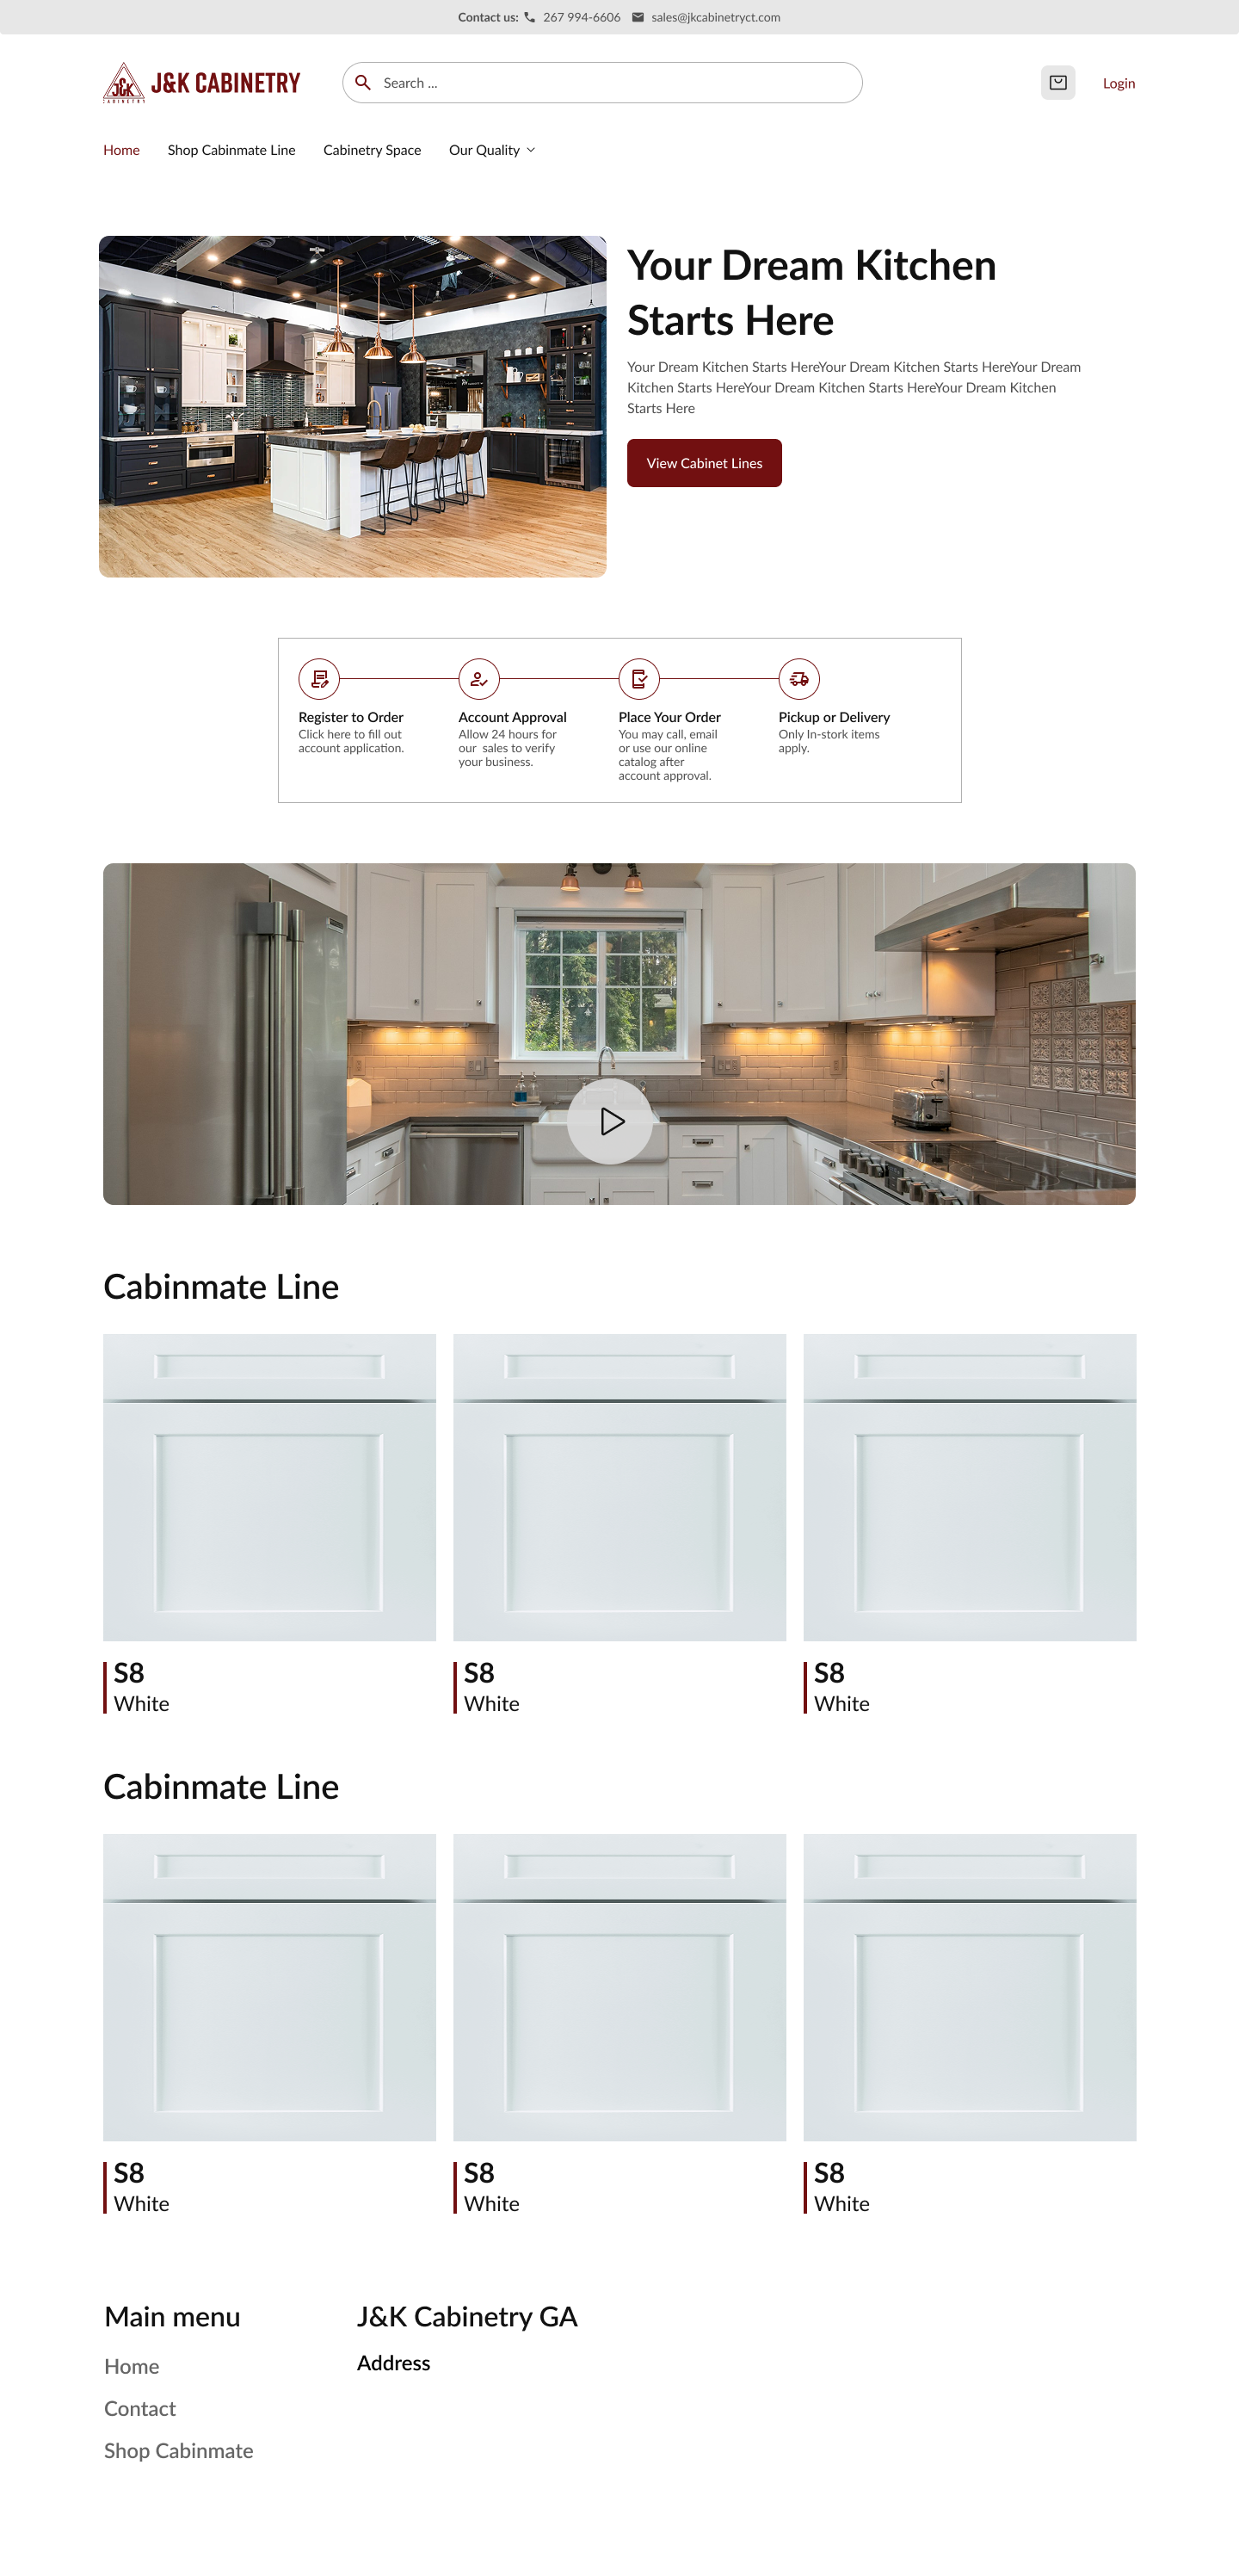 Contact us: 267 994-6606 sales@jkcabinetryct.com
J&K
CABINETRY
J&K CABINETRY
Search ...
Login
Home Shop Cabinmate Line Cabinetry Space Our Quality
Your Dream Kitchen
Starts Here
Your Dream Kitchen Starts HereYour Dream Kitchen Starts HereYour Dream
Kitchen Starts HereYour Dream Kitchen Starts HereYour Dream Kitchen
Starts Here
View Cabinet Lines
Register to Order
Click here to fill out
account application.
Account Approval
Allow 24 hours for
our sales to verify
your business.
Place Your Order
You may call, email
or use our online
catalog after
account approval.
Pickup or Delivery
Only In-stork items
apply.
Cabinmate Line
S8
White
S8
White
S8
White
Cabinmate Line
S8
White
S8
White
S8
White
Main menu
Home
Contact
Shop Cabinmate
J&K Cabinetry GA
Address